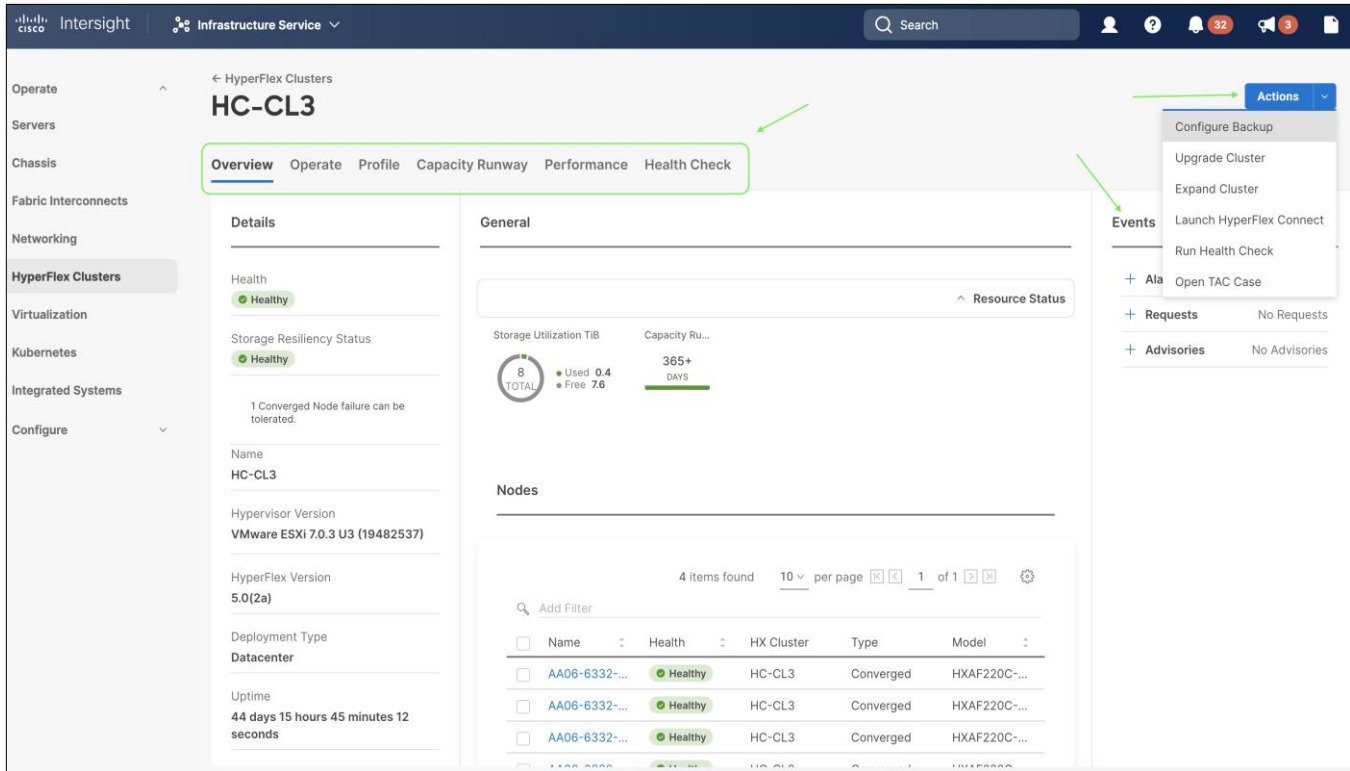 cisco Intersight
Infrastructure Service
Search
32
3
Operate
Servers
Chassis
Fabric Interconnects
Networking
HyperFlex Clusters
Virtualization
Kubernetes
Integrated Systems
Configure
← HyperFlex Clusters
HC-CL3
Actions
Configure Backup
Upgrade Cluster
Expand Cluster
Launch HyperFlex Connect
Run Health Check
Open TAC Case
Overview Operate Profile Capacity Runway Performance Health Check
Details
Health
Healthy
Storage Resiliency Status
Healthy
1 Converged Node failure can be
tolerated.
Name
HC-CL3
Hypervisor Version
VMware ESXi 7.0.3 U3 (19482537)
HyperFlex Version
5.0(2a)
Deployment Type
Datacenter
Uptime
44 days 15 hours 45 minutes 12
seconds
General
Resource Status
Storage Utilization TiB
8
TOTAL
Used 0.4
Free 7.6
Capacity Ru...
365+
DAYS
Nodes
4 items found 10 per page 1 of 1
Add Filter
Name Health HX Cluster Type Model
AA06-6332-... Healthy HC-CL3 Converged HXAF220C-...
AA06-6332-... Healthy HC-CL3 Converged HXAF220C-...
AA06-6332-... Healthy HC-CL3 Converged HXAF220C-...
Events
+ Ala
+ Requests No Requests
+ Advisories No Advisories